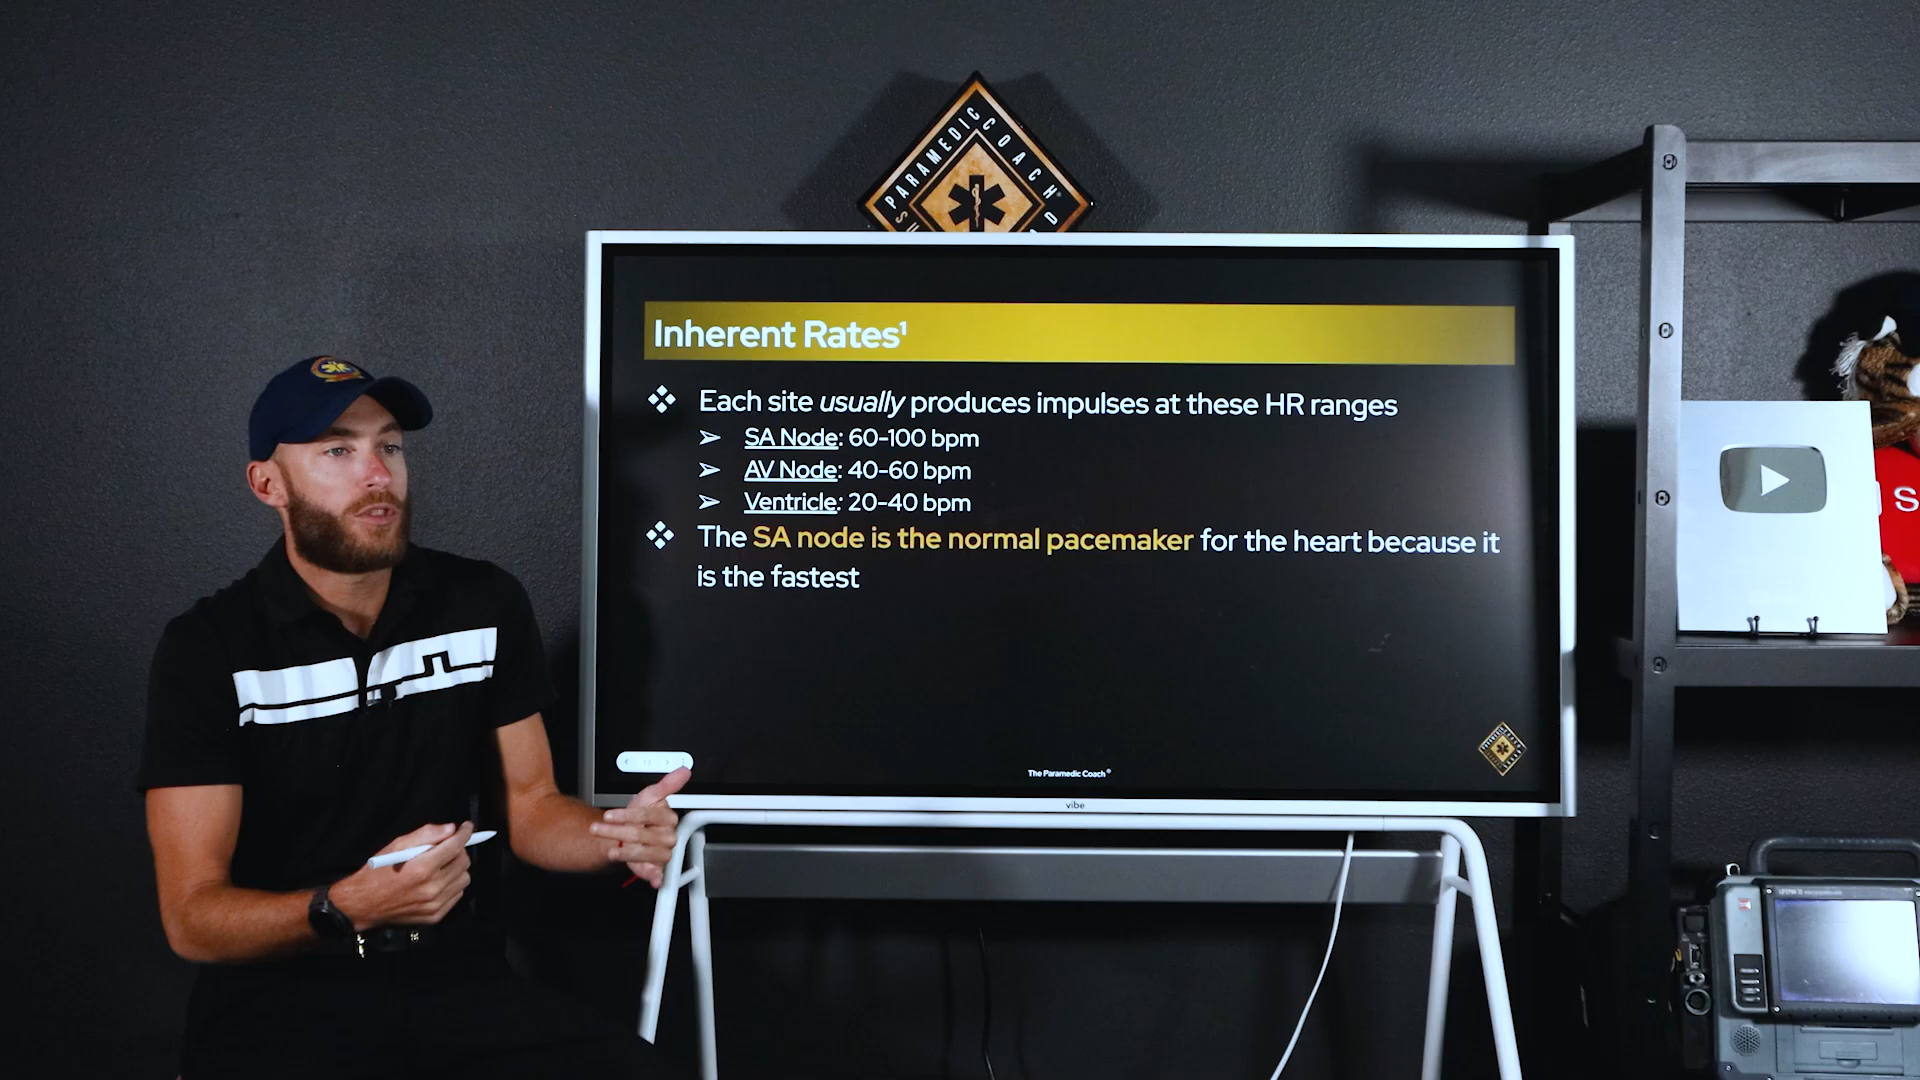 PARAMEDIC COACH
Inherent Rates¹
Each site usually produces impulses at these HR ranges
SA Node: 60-100 bpm
AV Node: 40-60 bpm
Ventricle: 20-40 bpm
The SA node is the normal pacemaker for the heart because it
is the fastest
The Paramedic Coach®
vibe
S